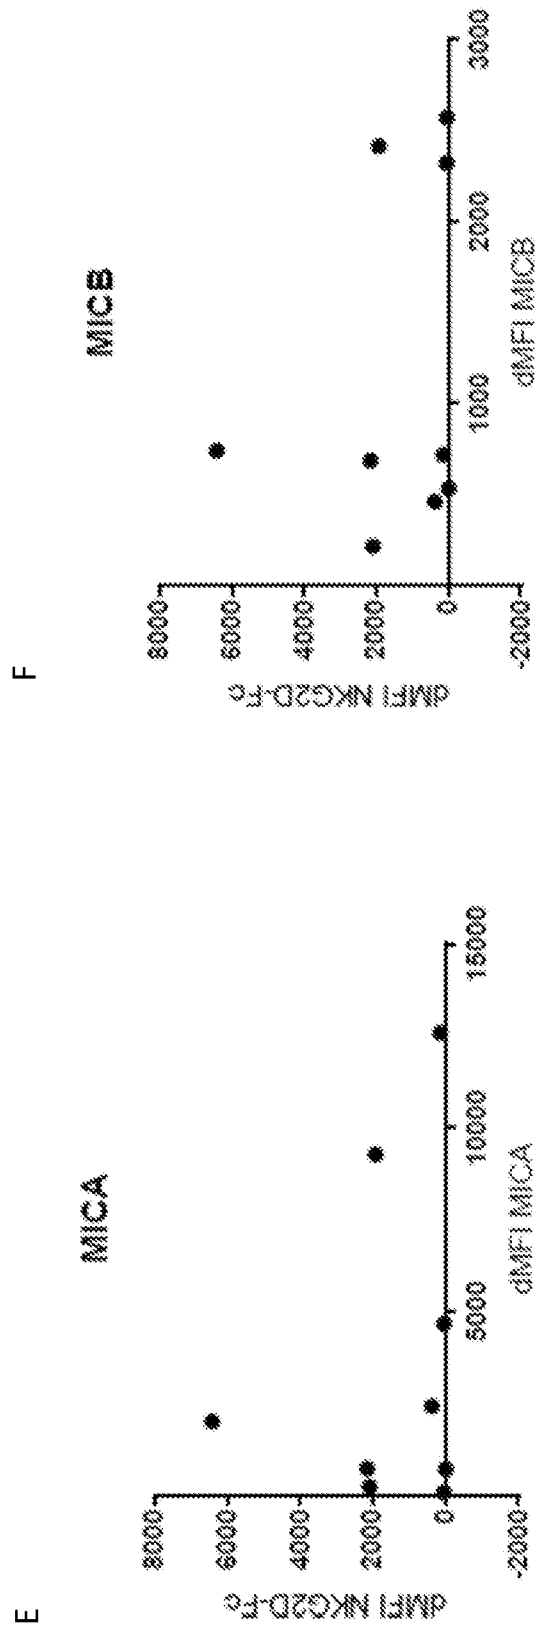 E
MICA
8000
6000
4000
2000
0
-2000
dMFI NKG2D-Fc
5000
10000
15000
dMFI MICA
F
MICB
8000
6000
4000
2000
0
-2000
dMFI NKG2D-Fc
1000
2000
3000
dMFI MICB